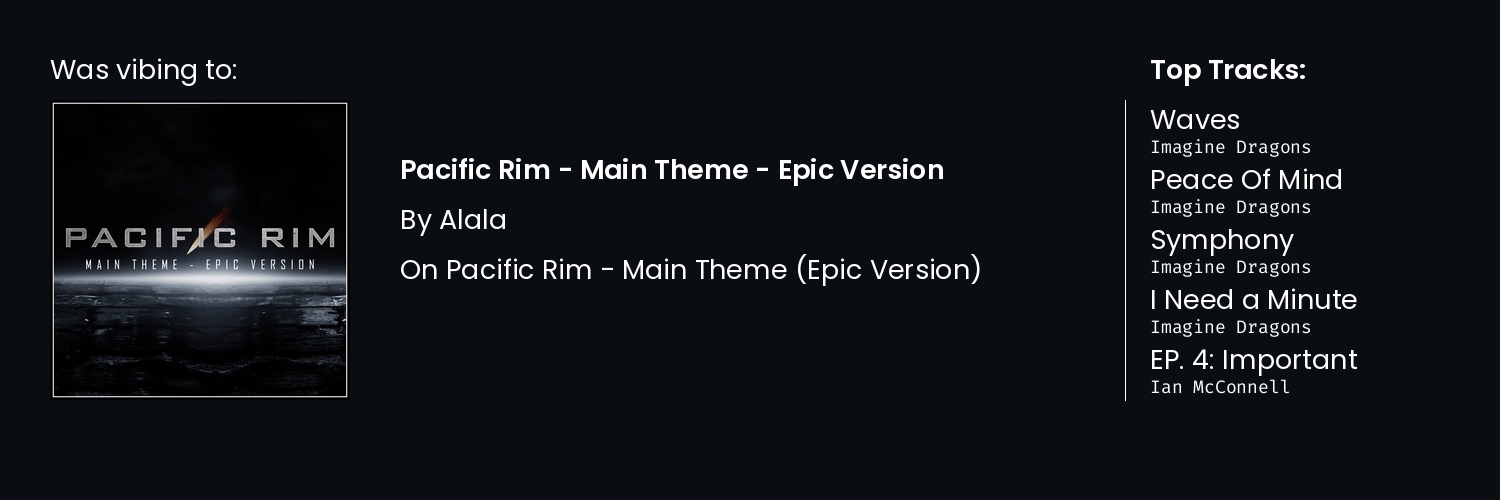 Was vibing to:
PACIFIC RIM
MAIN THEME - EPIC VERSION
Pacific Rim - Main Theme - Epic Version
By Alala
On Pacific Rim - Main Theme (Epic Version)
Top Tracks:
Waves
Imagine Dragons
Peace Of Mind
Imagine Dragons
Symphony
Imagine Dragons
I Need a Minute
Imagine Dragons
EP. 4: Important
Ian McConnell